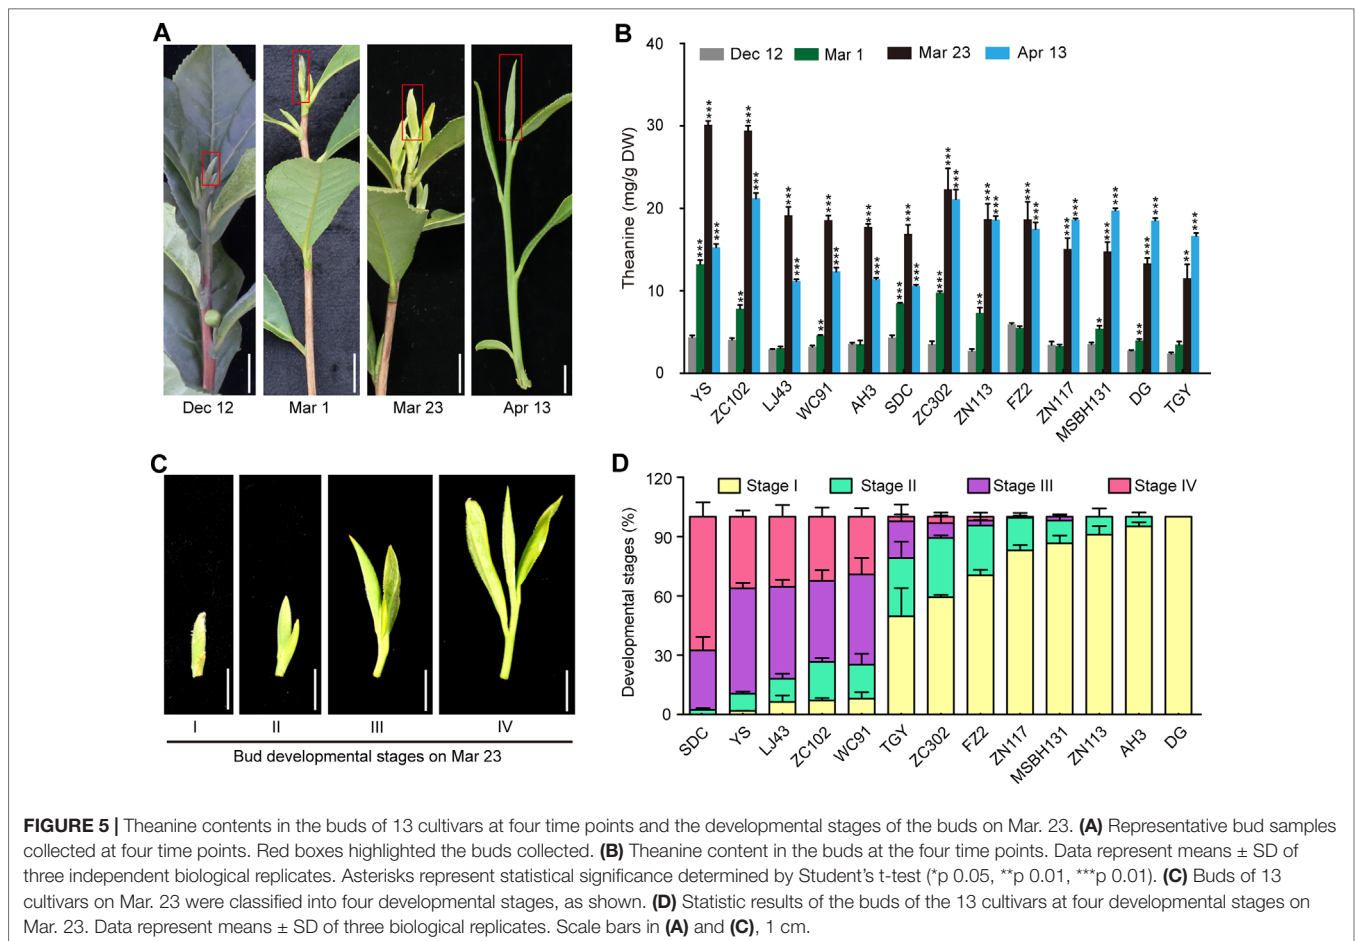 A
Dec 12
Mar 1
Mar 23
Apr 13
B
Dec 12 Mar 1 Mar 23 Apr 13
Theanine (mg/g DW)
40
30
20
10
0
*** *** ***
** *** ***
*** ***
** *** ***
*** ***
*** *** ***
*** *** ***
** *** ***
*** ***
*** ***
* *** ***
** *** ***
** ***
YS ZC102 LJ43 WC91 AH3 SDC ZC302 ZN113 FZ2 ZN117 MSBH131 DG TGY
C
I II III IV
Bud developmental stages on Mar 23
D
Stage I Stage II Stage III Stage IV
Developmental stages (%)
120
90
60
30
0
SDC YS LJ43 ZC102 WC91 TGY ZC302 FZ2 ZN117 MSBH131 ZN113 AH3 DG
FIGURE 5 | Theanine contents in the buds of 13 cultivars at four time points and the developmental stages of the buds on Mar. 23. (A) Representative bud samples
collected at four time points. Red boxes highlighted the buds collected. (B) Theanine content in the buds at the four time points. Data represent means ± SD of
three independent biological replicates. Asterisks represent statistical significance determined by Student's t-test (*p 0.05, **p 0.01, ***p 0.01). (C) Buds of 13
cultivars on Mar. 23 were classified into four developmental stages, as shown. (D) Statistic results of the buds of the 13 cultivars at four developmental stages on
Mar. 23. Data represent means ± SD of three biological replicates. Scale bars in (A) and (C), 1 cm.